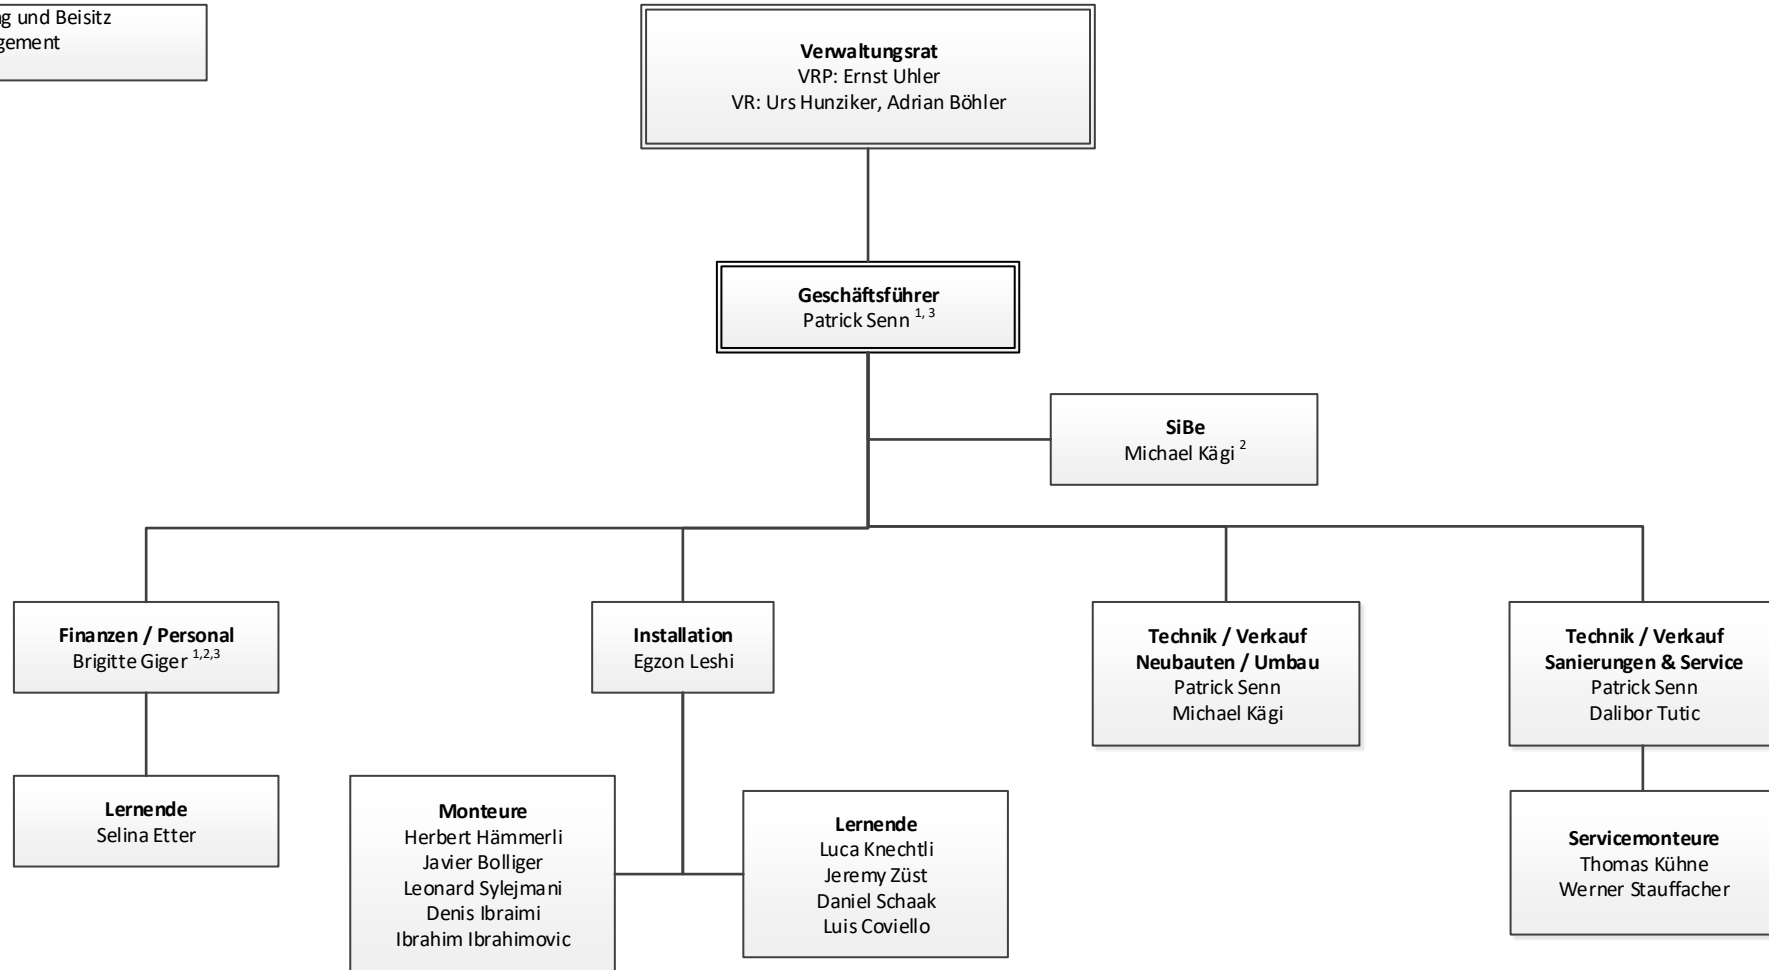 und Beisitz
Verwaltungsrat
VRP: Ernst Uhler
VR: Urs Hunziker, Adrian Böhler
Geschäftsführer
Patrick Senn 1, 3
SiBe
Michael Kägi 2
Finanzen / Personal
Brigitte Giger 1,2,3
Installation
Egzon Leshi
Technik / Verkauf
Neubauten / Umbau
Patrick Senn
Michael Kägi
Technik / Verkauf
Sanierungen & Service
Patrick Senn
Dalibor Tutic
Lernende
Selina Etter
Monteure
Herbert Hämmerli
Javier Bolliger
Leonard Sylejmani
Denis Ibraimi
Ibrahim Ibrahimovic
Lernende
Luca Knechtli
Jeremy Züst
Daniel Schaak
Luis Coviello
Servicemonteure
Thomas Kühne
Werner Stauffacher